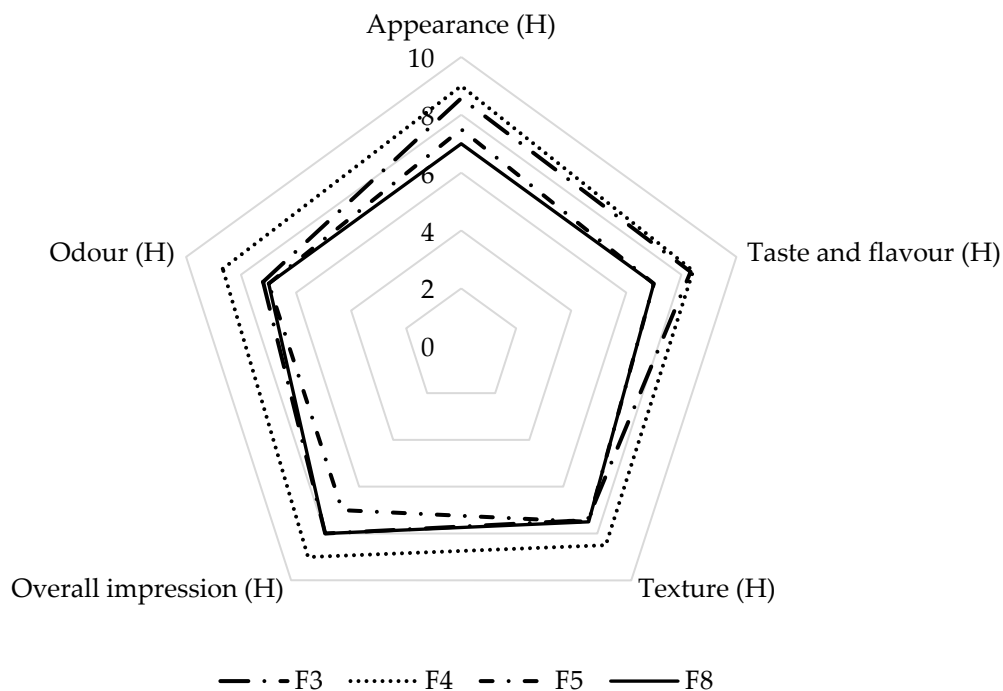 Appearance (H)
10
8
6
4
2
0
Odour (H)
Taste and flavour (H)
Overall impression (H)
Texture (H)
F3 F4 F5 F8